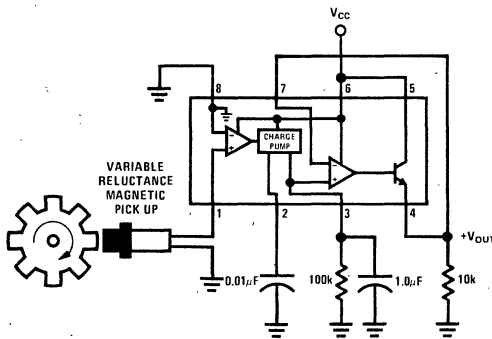 VCC
8
7
6
5
CHARGE
PUMP
VARIABLE
RELUCTANCE
MAGNETIC
PICK UP
1
2
3
4
+VOUT
0.01μF
100k
1.0μF
10k